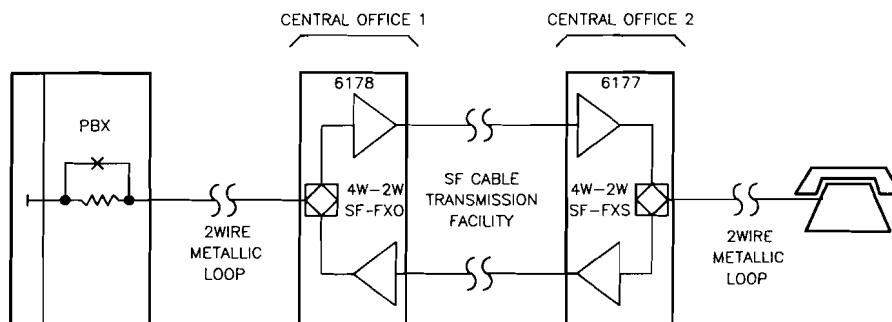 CENTRAL OFFICE 1
CENTRAL OFFICE 2
6178
6177
PBX
4W-2W
SF-FXO
SF CABLE
TRANSMISSION
FACILITY
4W-2W
SF-FXS
2WIRE
METALLIC
LOOP
2WIRE
METALLIC
LOOP